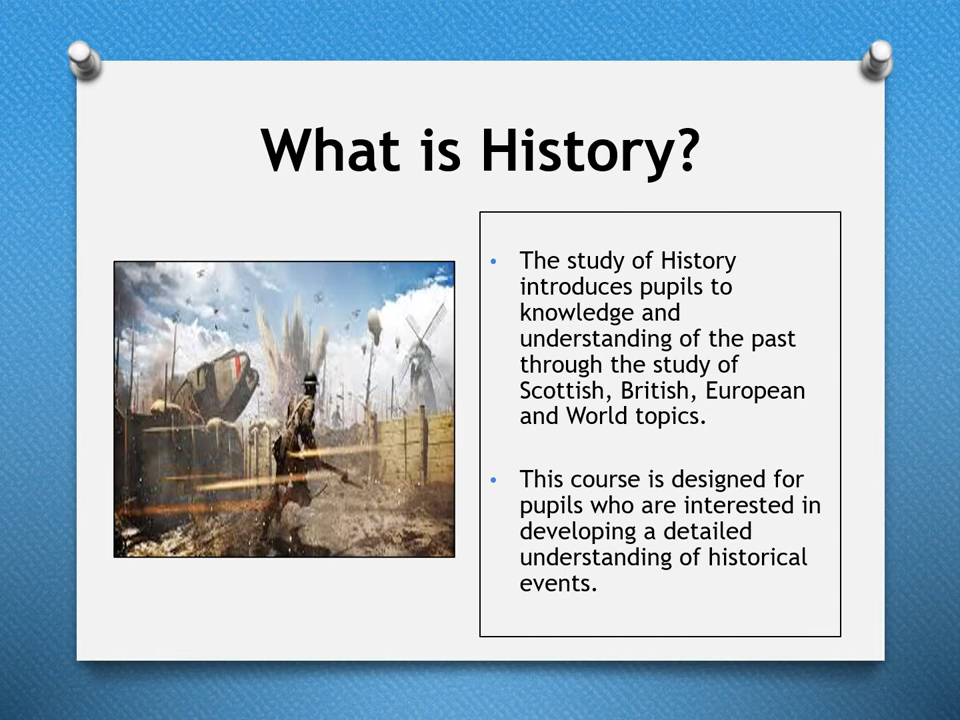 What is History?
• The study of History
introduces pupils to
knowledge and
understanding of the past
through the study of
Scottish, British, European
and World topics.
• This course is designed for
pupils who are interested in
developing a detailed
understanding of historical
events.